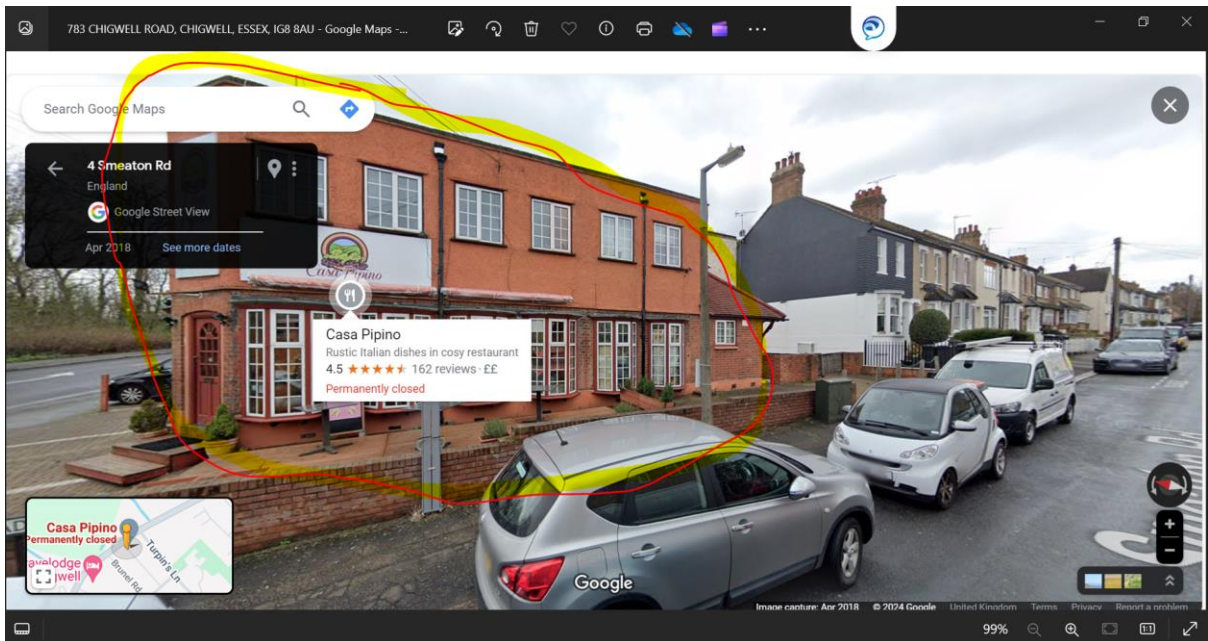 783 CHIGWELL ROAD, CHIGWELL, ESSEX, IG8 8AU - Google Maps -...
Search Google Maps
4 Smeaton Rd
England
Google Street View
Apr 2018 See more dates
Casa Pipino
Casa Pipino
Rustic Italian dishes in cosy restaurant
4.5 ★★★★★ 162 reviews · ££
Permanently closed
Casa Pipino
Permanently closed
Turpin's Ln
Brunel Rd
Google
Image capture: Apr 2018 © 2024 Google United Kingdom Terms Privacy Report a problem
99%
1:1